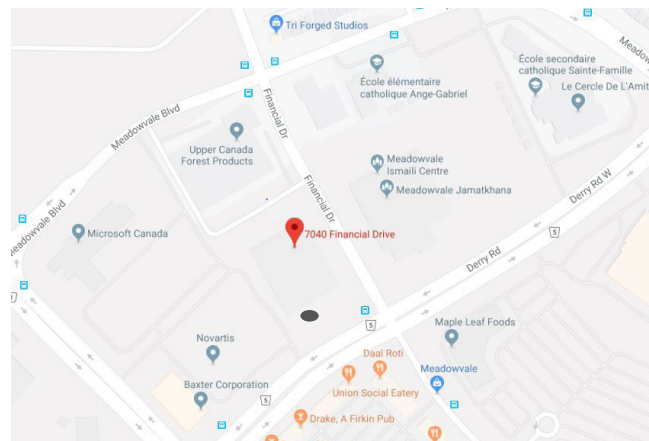 Tri Forged Studios
École élémentaire
catholique Ange-Gabriel
École secondaire
catholique Sainte-Famille
Le Cercle De L'Amit
Meadowvale Blvd
Financial Dr
Upper Canada
Forest Products
Meadowvale
Ismaili Centre
Meadowvale Jamatkhana
Financial Dr
Derry Rd W
5
Meadowvale Blvd
Microsoft Canada
7040 Financial Drive
Derry Rd
5
Maple Leaf Foods
Novartis
Daal Roti
Meadowvale
Baxter Corporation
Union Social Eatery
5
Drake, A Firkin Pub